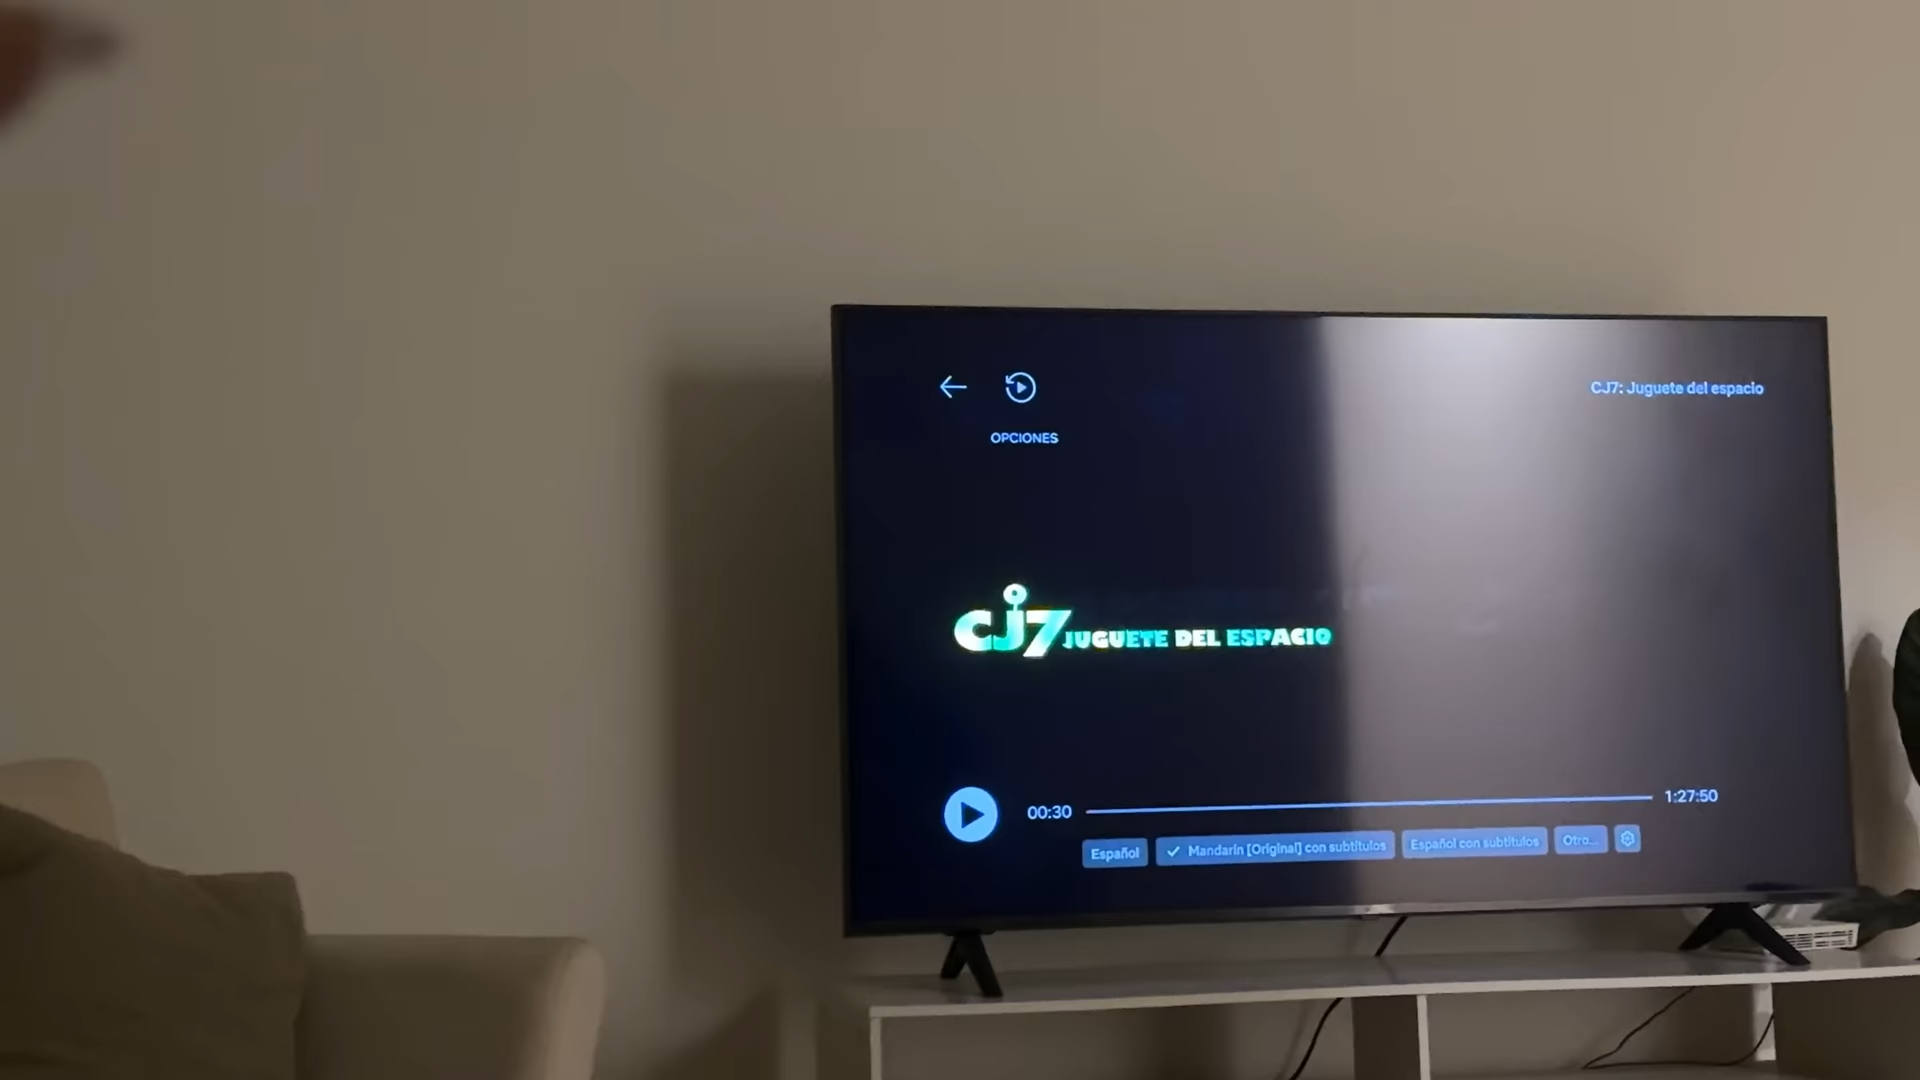 CJ7: Juguete del espacio
OPCIONES
CJ7 JUGUETE DEL ESPACIO
00:30
1:27:50
Español
Mandarín [Original] con subtítulos
Español con subtítulos
Otro...